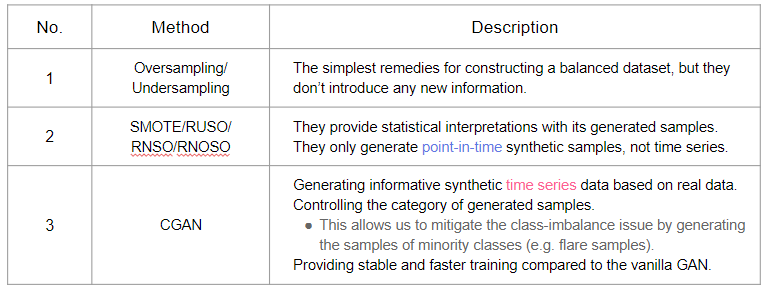 No. Method Description
1
Oversampling/
Undersampling
The simplest remedies for constructing a balanced dataset, but they
don't introduce any new information.
2
SMOTE/RUSO/
RNSO/RNOSO
They provide statistical interpretations with its generated samples.
They only generate point-in-time synthetic samples, not time series.
3
CGAN
Generating informative synthetic time series data based on real data.
Controlling the category of generated samples.
● This allows us to mitigate the class-imbalance issue by generating
the samples of minority classes (e.g. flare samples).
Providing stable and faster training compared to the vanilla GAN.